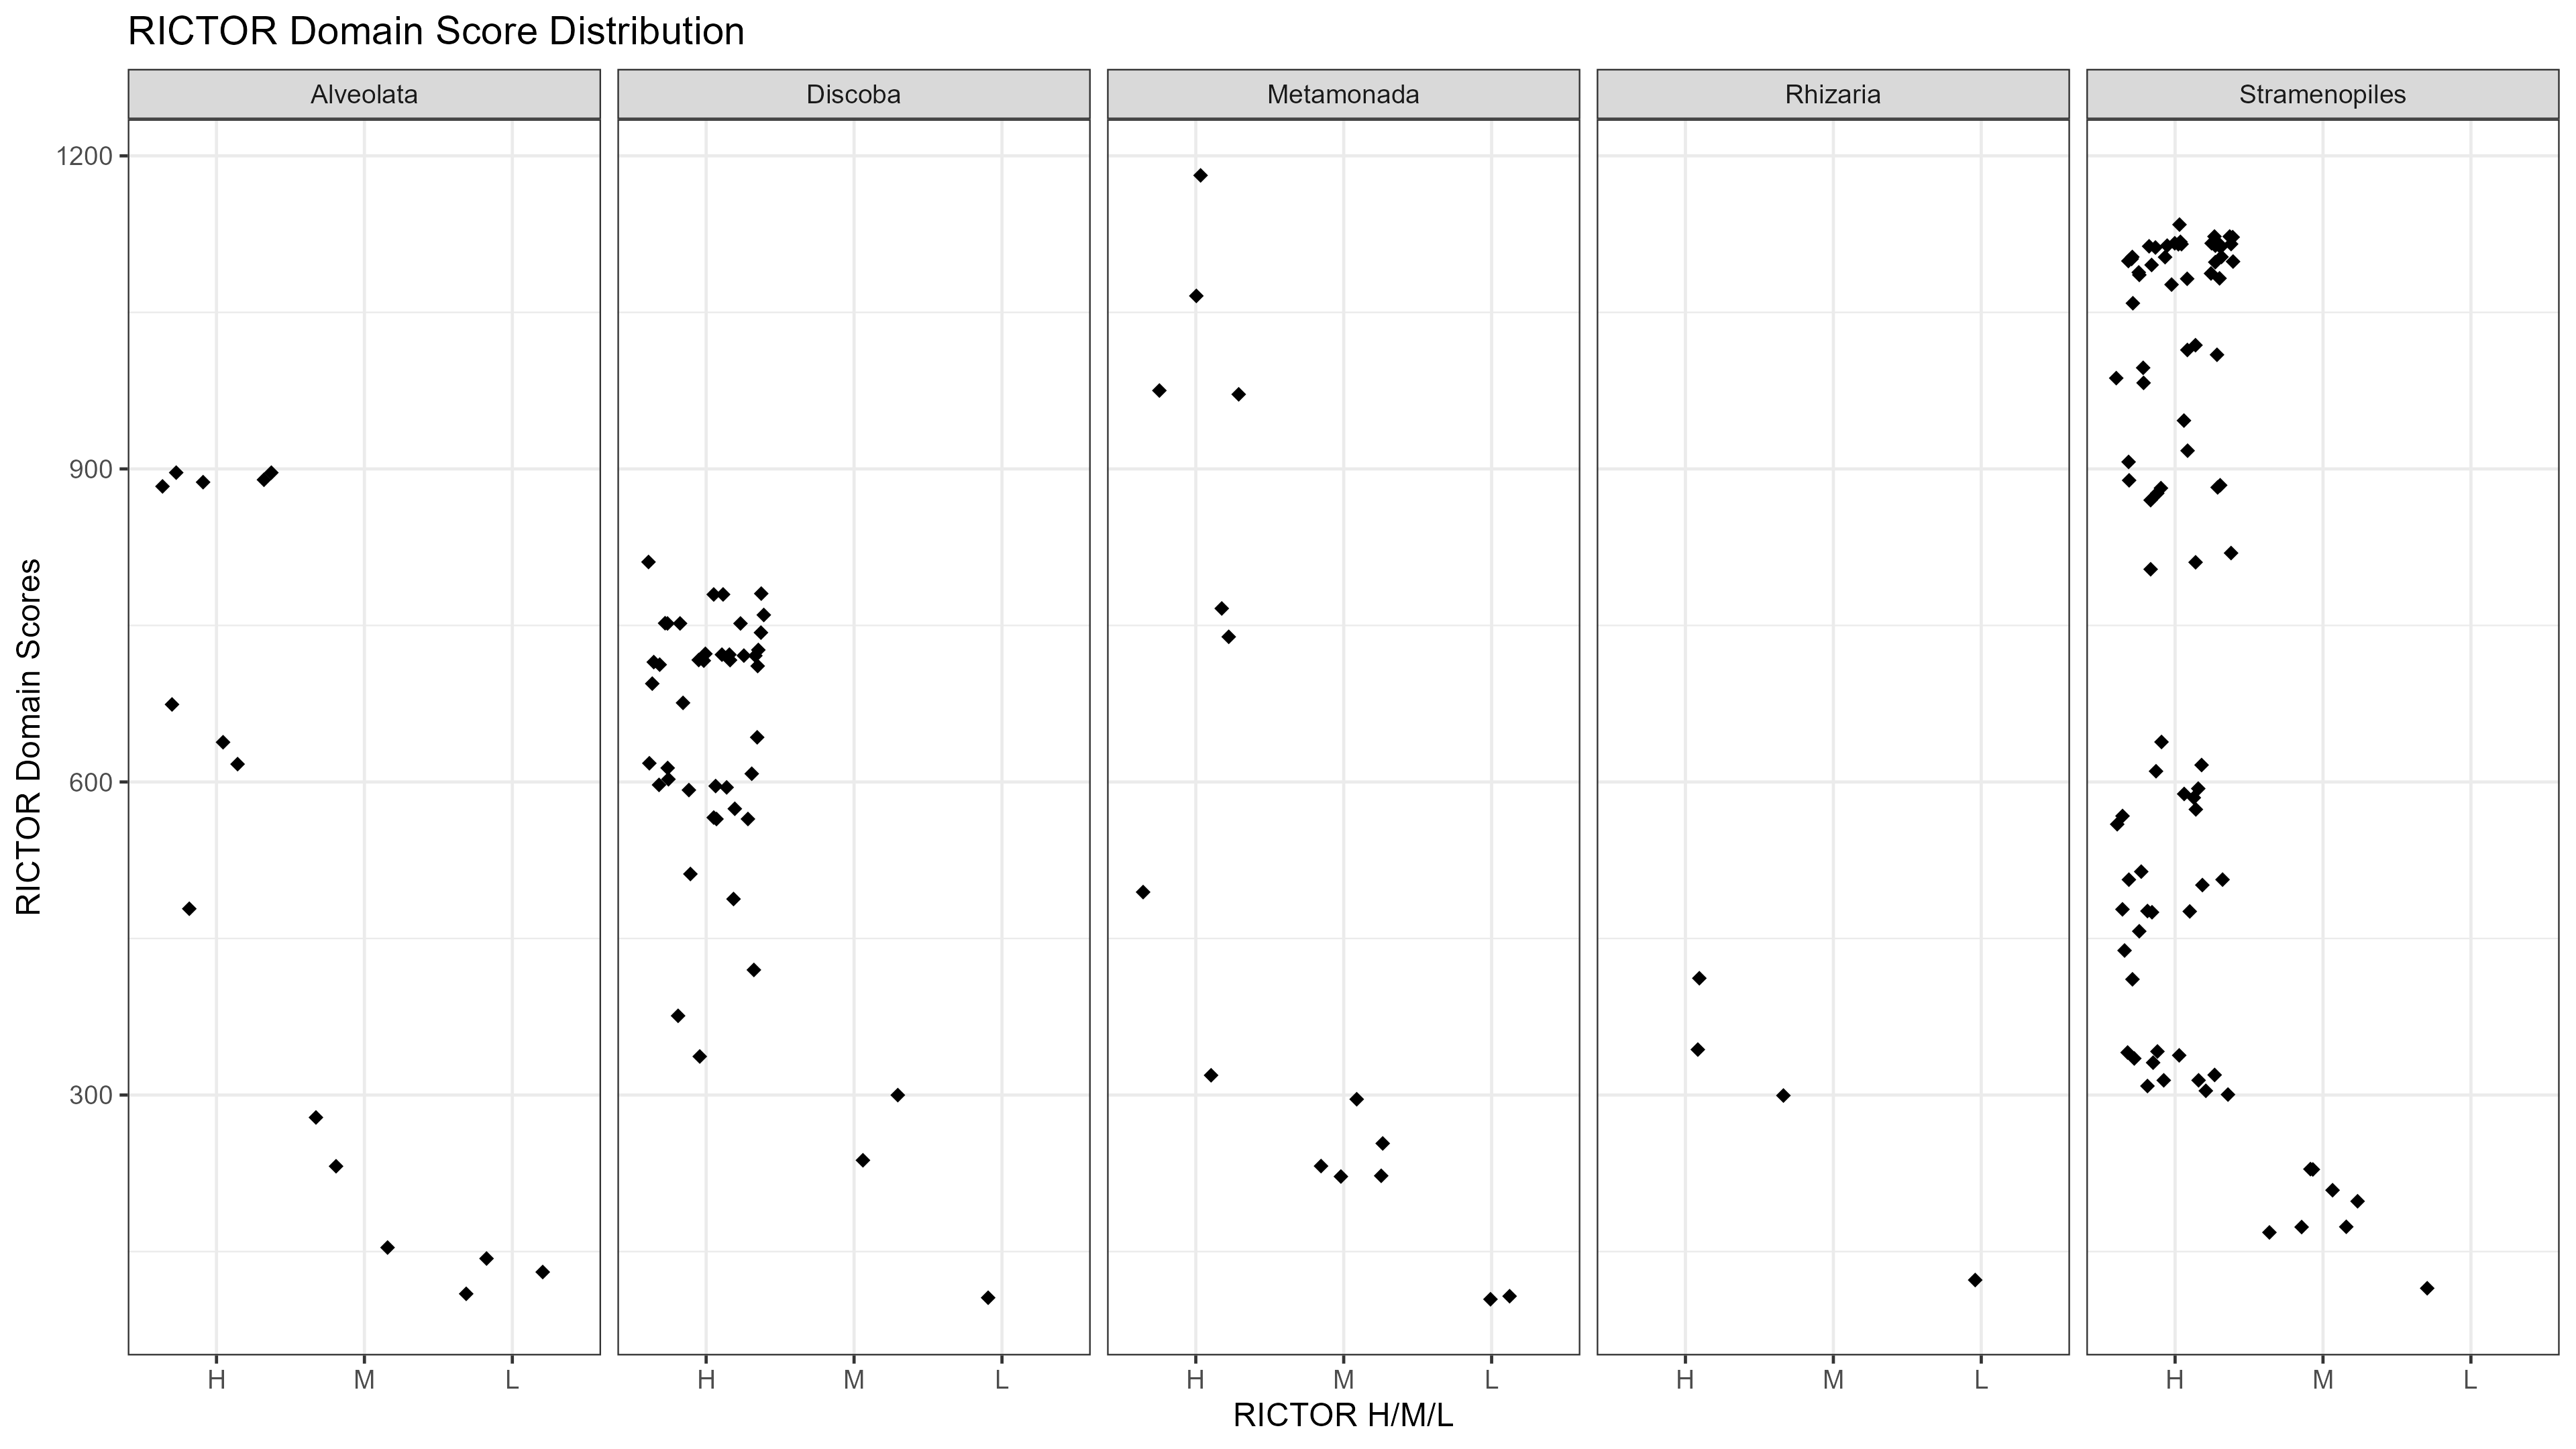 RICTOR Domain Score Distribution
Alveolata Discoba Metamonada Rhizaria Stramenopiles
1200
900
600
300
RICTOR Domain Scores
H M L H M L H M L H M L H M L
RICTOR H/M/L